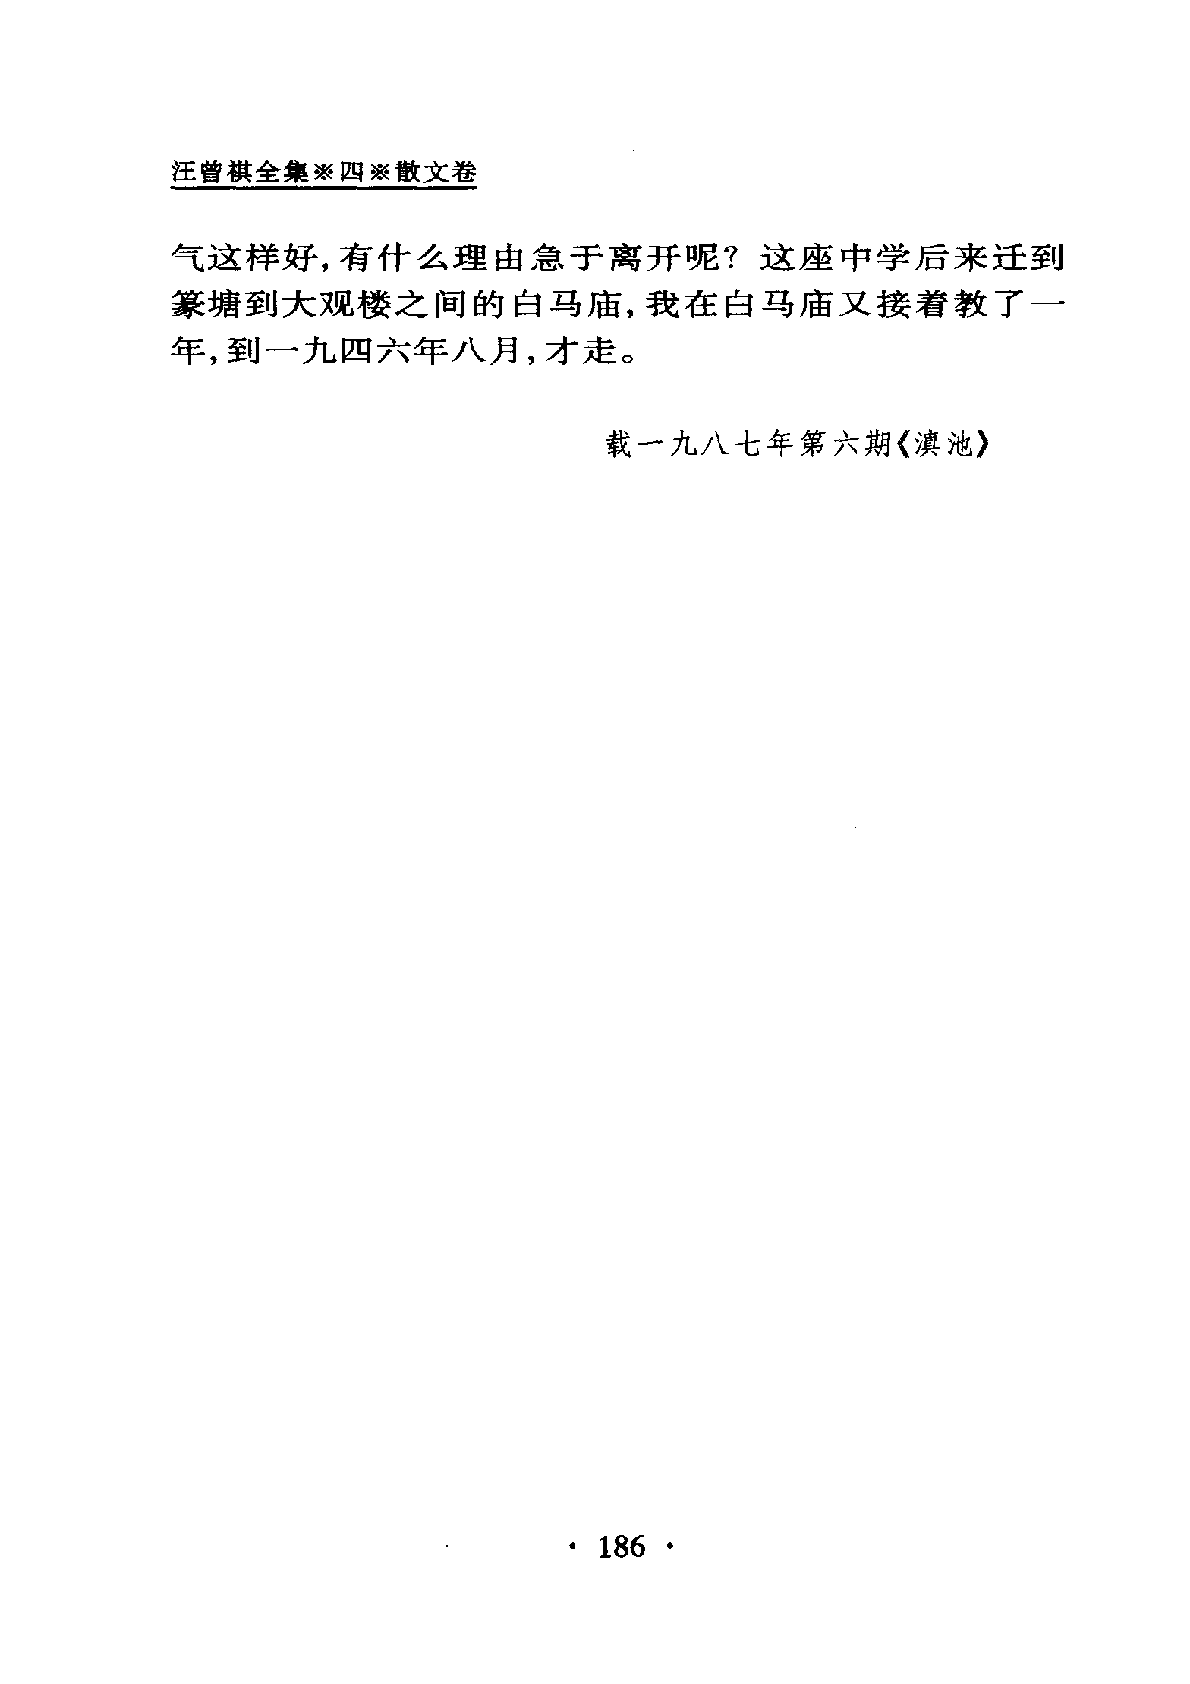 汪曾祺全集※四※散文卷
气这样好,有什么理由急于离开呢? 这座中学后来迁到
篆塘到大观楼之间的白马庙,我在白马庙又接着教了一
年,到一九四六年八月,才走。
载一九八七年第六期《滇池》
· 186 ·